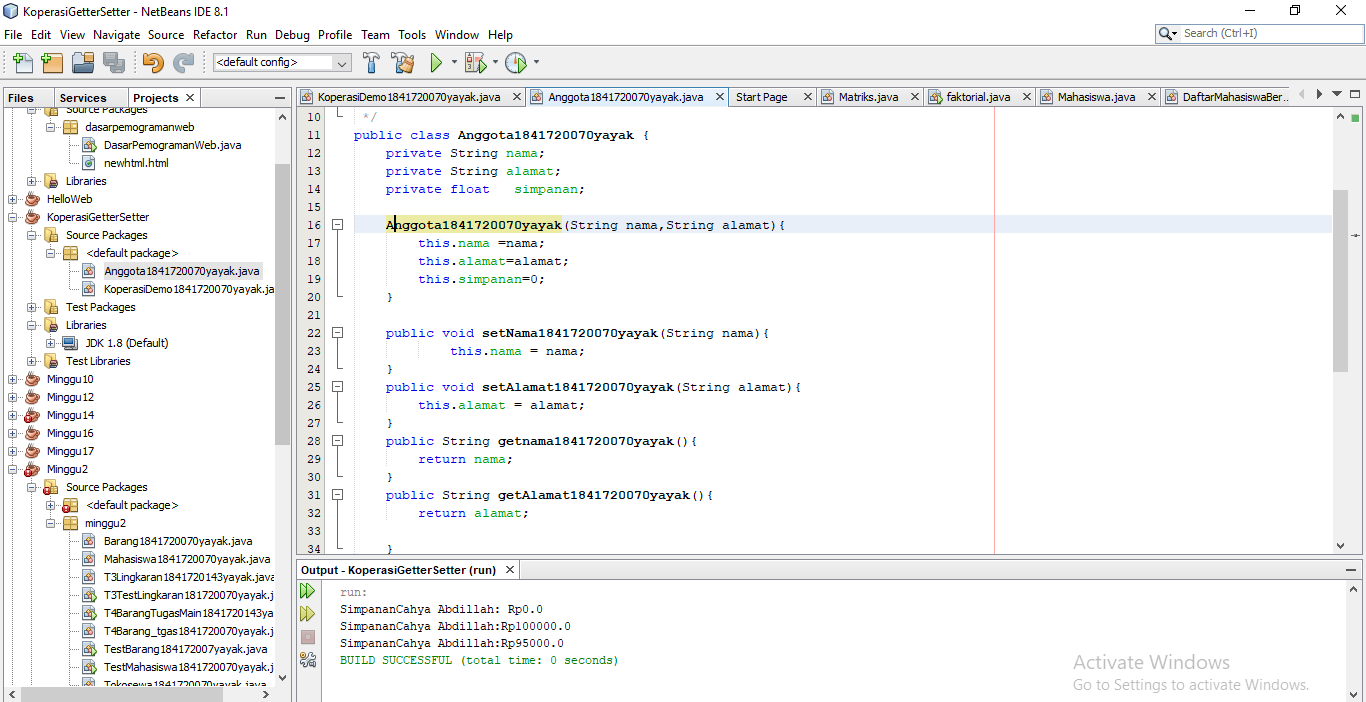 KoperasiGetterSetter - NetBeans IDE 8.1
File Edit View Navigate Source Refactor Run Debug Profile Team Tools Window Help
Search (Ctrl+I)
<default config>
Files Services Projects
Source Packages
dasarpemogramanweb
DasarPemogramanWeb.java
newhtml.html
Libraries
HelloWeb
KoperasiGetterSetter
Source Packages
<default package>
Anggota1841720070yayak.java
KoperasiDemo1841720070yayak.ja
Test Packages
Libraries
JDK 1.8 (Default)
Test Libraries
Minggu10
Minggu12
Minggu14
Minggu16
Minggu17
Minggu2
Source Packages
<default package>
minggu2
Barang1841720070yayak.java
Mahasiswa1841720070yayak.java
T3Lingkaran1841720143yayak.java
T3TestLingkaran181720070yayak.j
T4BarangTugasMain1841720143ya
T4Barang_tgas1841720070yayak.j
TestBarang184172007yayak.java
TestMahasiswa1841720070yayak.j
Tokosewa1841720070yayak.java
KoperasiDemo1841720070yayak.java Anggota1841720070yayak.java Start Page Matriks.java faktorial.java Mahasiswa.java DaftarMahasiswaBer...
10 */
11 public class Anggota1841720070yayak {
12 private String nama;
13 private String alamat;
14 private float simpanan;
15
16 Anggota1841720070yayak(String nama,String alamat){
17 this.nama =nama;
18 this.alamat=alamat;
19 this.simpanan=0;
20 }
21
22 public void setNama1841720070yayak(String nama){
23 this.nama = nama;
24 }
25 public void setAlamat1841720070yayak(String alamat){
26 this.alamat = alamat;
27 }
28 public String getnama1841720070yayak(){
29 return nama;
30 }
31 public String getAlamat1841720070yayak(){
32 return alamat;
33
34 }
Output - KoperasiGetterSetter (run)
run:
SimpananCahya Abdillah: Rp0.0
SimpananCahya Abdillah:Rp100000.0
SimpananCahya Abdillah:Rp95000.0
BUILD SUCCESSFUL (total time: 0 seconds)
Activate Windows
Go to Settings to activate Windows.